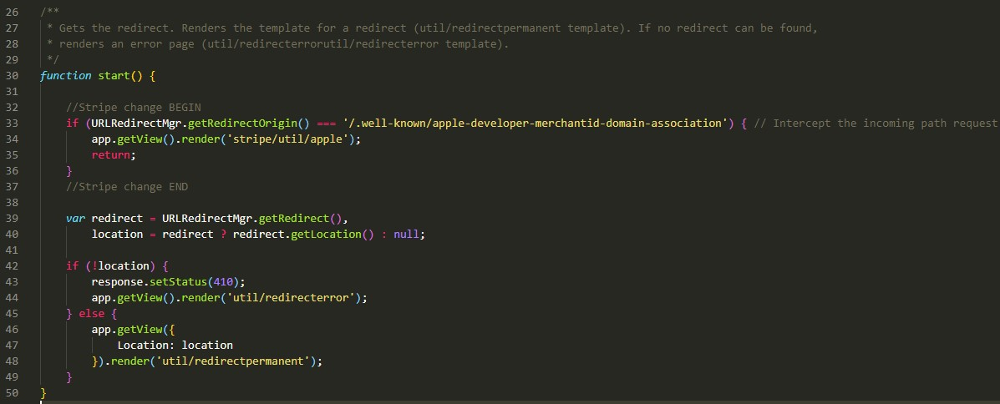 26 /**
27  * Gets the redirect. Renders the template for a redirect (util/redirectpermanent template). If no redirect can be found,
28  * renders an error page (util/redirecterrorutil/redirecterror template).
29  */
30 function start() {
31
32     //Stripe change BEGIN
33     if (URLRedirectMgr.getRedirectOrigin() === '/.well-known/apple-developer-merchantid-domain-association') { // Intercept the incoming path request
34         app.getView().render('stripe/util/apple');
35         return;
36     }
37     //Stripe change END
38
39     var redirect = URLRedirectMgr.getRedirect(),
40         location = redirect ? redirect.getLocation() : null;
41
42     if (!location) {
43         response.setStatus(410);
44         app.getView().render('util/redirecterror');
45     } else {
46         app.getView({
47             Location: location
48         }).render('util/redirectpermanent');
49     }
50 }